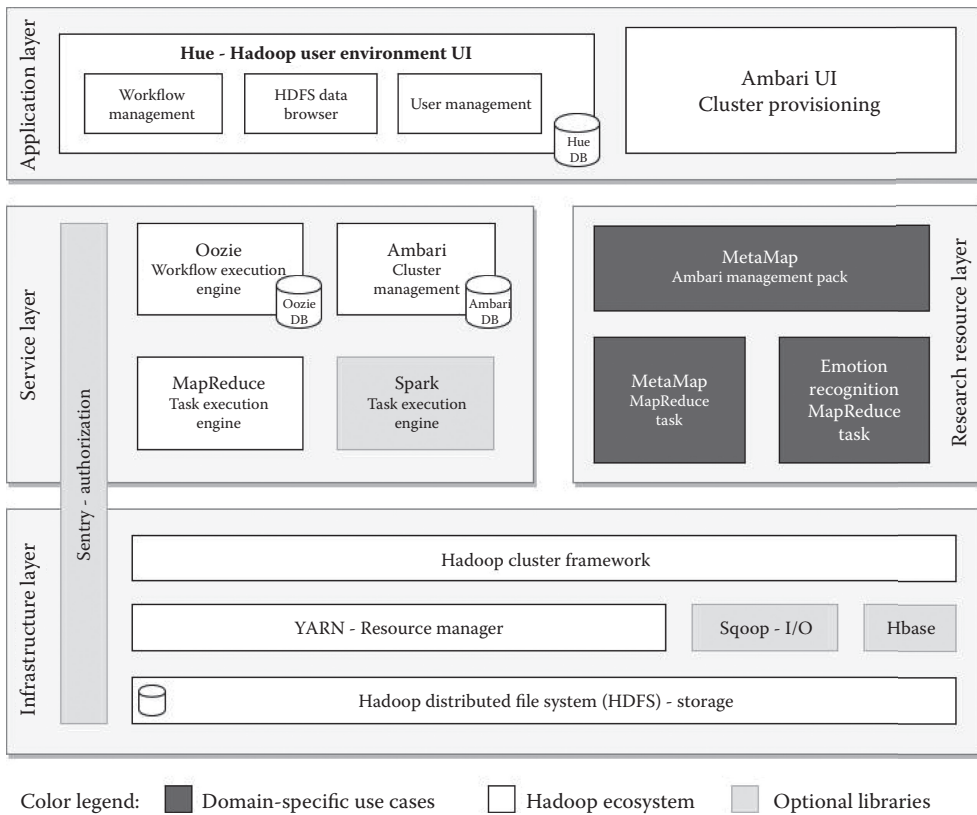 Application layer
Hue - Hadoop user environment UI
Workflow
management
HDFS data
browser
User management
Hue
DB
Ambari UI
Cluster provisioning
Service layer
Sentry - authorization
Oozie
Workflow execution
engine
Oozie
DB
Ambari
Cluster
management
Ambari
DB
MapReduce
Task execution
engine
Spark
Task execution
engine
Research resource layer
MetaMap
Ambari management pack
MetaMap
MapReduce
task
Emotion
recognition
MapReduce
task
Infrastructure layer
Hadoop cluster framework
YARN - Resource manager
Sqoop - I/O
Hbase
Hadoop distributed file system (HDFS) - storage
Color legend:
Domain-specific use cases
Hadoop ecosystem
Optional libraries